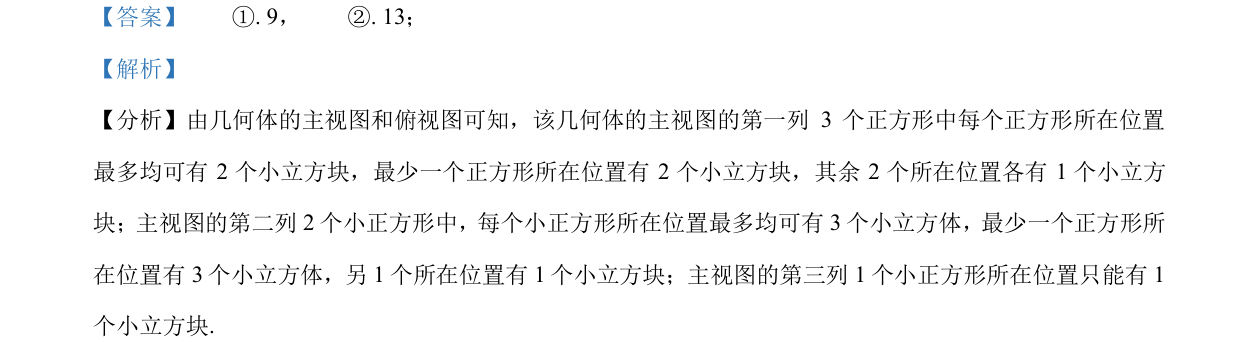 【答案】 ①. 9， ②. 13；
【解析】
【分析】由几何体的主视图和俯视图可知，该几何体的主视图的第一列 3 个正方形中每个正方形所在位置
最多均可有 2 个小立方块，最少一个正方形所在位置有 2 个小立方块，其余 2 个所在位置各有 1 个小立方
块；主视图的第二列 2 个小正方形中，每个小正方形所在位置最多均可有 3 个小立方体，最少一个正方形所
在位置有 3 个小立方体，另 1 个所在位置有 1 个小立方块；主视图的第三列 1 个小正方形所在位置只能有 1
个小立方块.